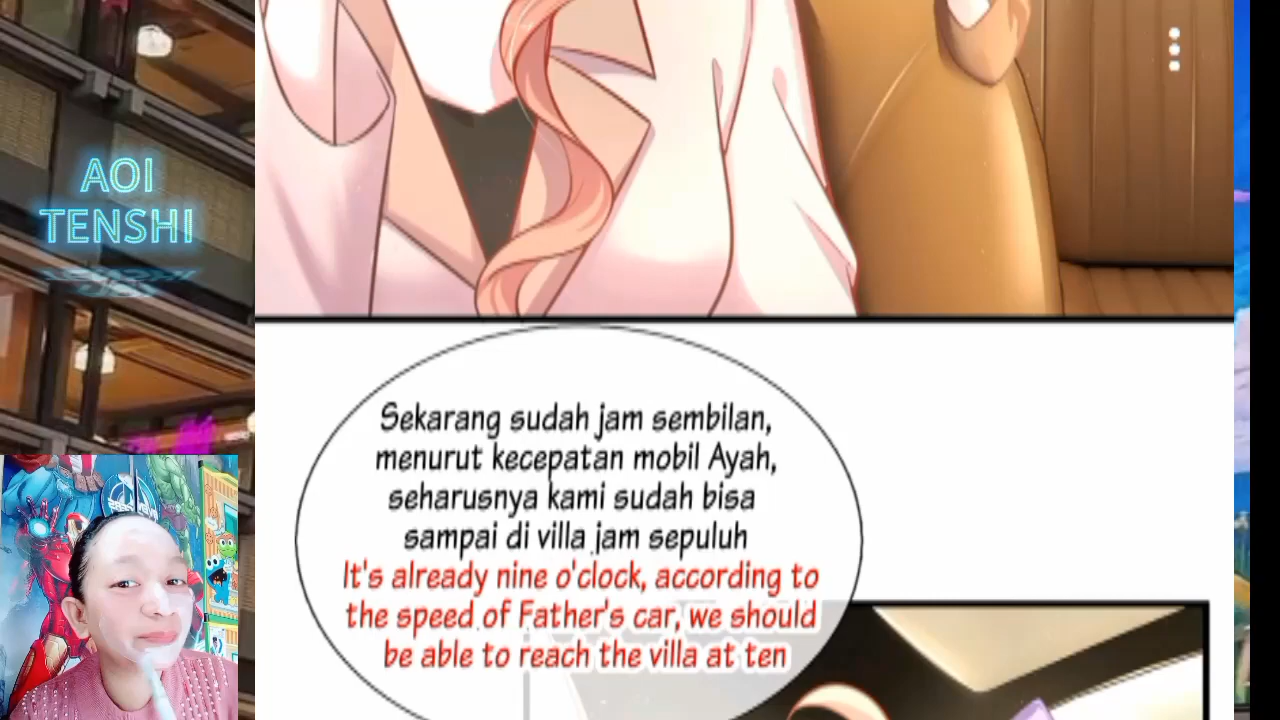 AOI
TENSHI
Sekarang sudah jam sembilan,
menurut kecepatan mobil Ayah,
seharusnya kami sudah bisa
sampai di villa jam sepuluh
It's already nine o'clock, according to
the speed of Father's car, we should
be able to reach the villa at ten